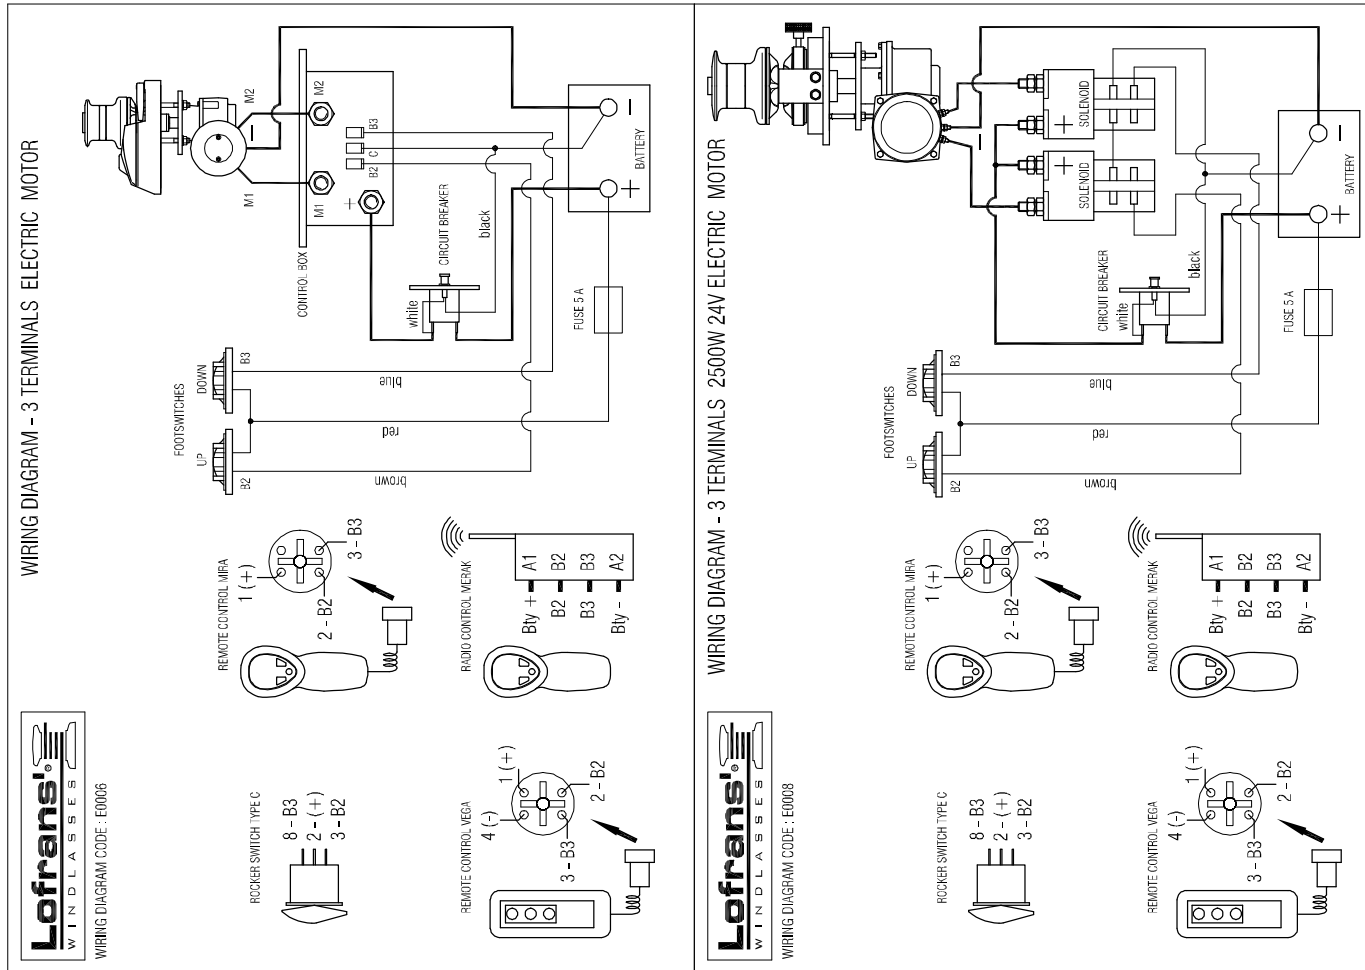 WIRING DIAGRAM - 3 TERMINALS ELECTRIC MOTOR
Lofrans'®
WINDLASSES
WIRING DIAGRAM CODE : E0006
M2
M1
M2
M1
B3
C
B2
+
−
CONTROL BOX
CIRCUIT BREAKER
white
black
−
+
BATTERY
FUSE 5 A
FOOTSWITCHES
DOWN
B3
UP
B2
blue
red
brown
REMOTE CONTROL MIRA
1 (+)
3 - B3
2 - B2
RADIO CONTROL MERAK
Bty + A1
B2 B2
B3 B3
Bty - A2
ROCKER SWITCH TYPE C
8 - B3
2 - (+)
3 - B2
REMOTE CONTROL VEGA
4 (-)
1 (+)
3 - B3
2 - B2
WIRING DIAGRAM - 3 TERMINALS 2500W 24V ELECTRIC MOTOR
Lofrans'®
WINDLASSES
WIRING DIAGRAM CODE : E0008
−
+
SOLENOID
+
SOLENOID
CIRCUIT BREAKER
white
black
−
+
BATTERY
FUSE 5 A
FOOTSWITCHES
DOWN
B3
UP
B2
blue
red
brown
REMOTE CONTROL MIRA
1 (+)
3 - B3
2 - B2
RADIO CONTROL MERAK
Bty + A1
B2 B2
B3 B3
Bty - A2
ROCKER SWITCH TYPE C
8 - B3
2 - (+)
3 - B2
REMOTE CONTROL VEGA
4 (-)
1 (+)
3 - B3
2 - B2